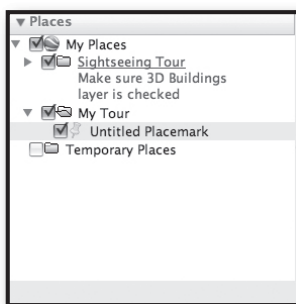 Places
My Places
Sightseeing Tour
Make sure 3D Buildings
layer is checked
My Tour
Untitled Placemark
Temporary Places